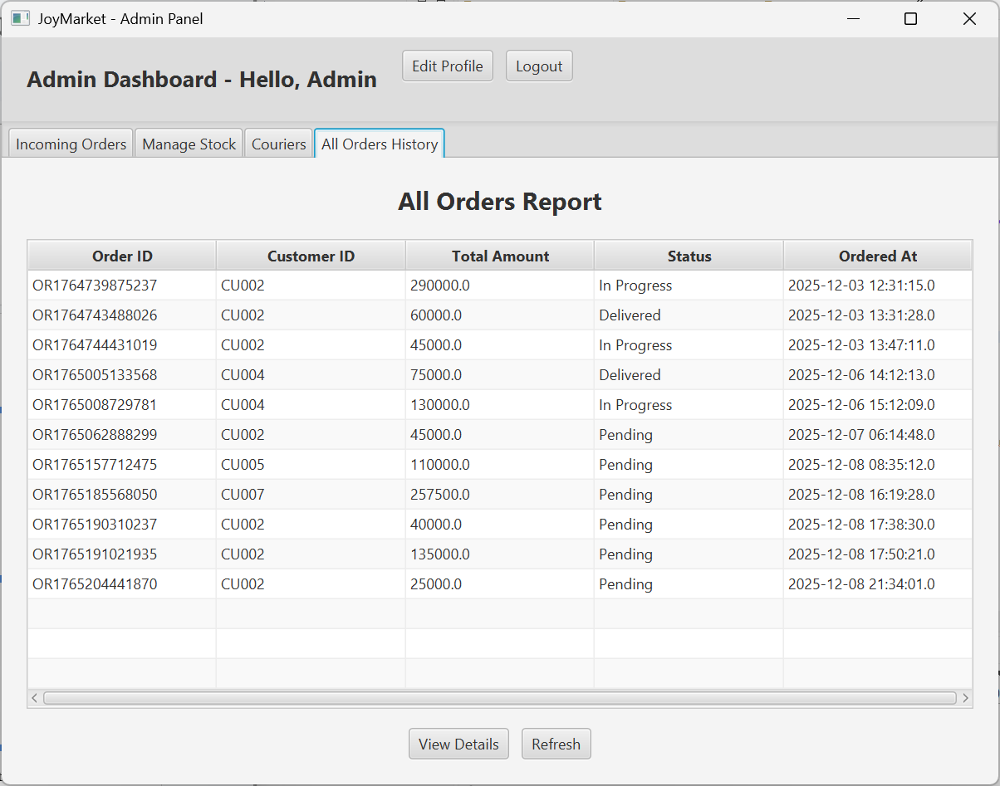 JoyMarket - Admin Panel
Admin Dashboard - Hello, Admin
Edit Profile
Logout
Incoming Orders
Manage Stock
Couriers
All Orders History
All Orders Report
Order ID Customer ID Total Amount Status Ordered At
OR1764739875237 CU002 290000.0 In Progress 2025-12-03 12:31:15.0
OR1764743488026 CU002 60000.0 Delivered 2025-12-03 13:31:28.0
OR1764744431019 CU002 45000.0 In Progress 2025-12-03 13:47:11.0
OR1765005133568 CU004 75000.0 Delivered 2025-12-06 14:12:13.0
OR1765008729781 CU004 130000.0 In Progress 2025-12-06 15:12:09.0
OR1765062888299 CU002 45000.0 Pending 2025-12-07 06:14:48.0
OR1765157712475 CU005 110000.0 Pending 2025-12-08 08:35:12.0
OR1765185568050 CU007 257500.0 Pending 2025-12-08 16:19:28.0
OR1765190310237 CU002 40000.0 Pending 2025-12-08 17:38:30.0
OR1765191021935 CU002 135000.0 Pending 2025-12-08 17:50:21.0
OR1765204441870 CU002 25000.0 Pending 2025-12-08 21:34:01.0
View Details
Refresh